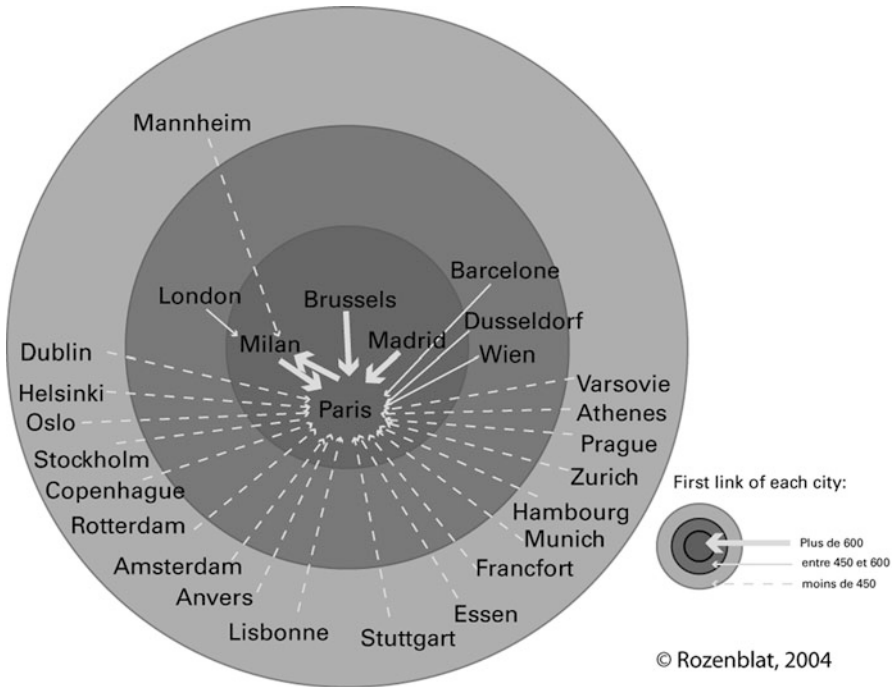 Mannheim
London
Brussels
Barcelone
Milan
Madrid
Dusseldorf
Wien
Dublin
Varsovie
Helsinki
Paris
Athenes
Oslo
Prague
Stockholm
Zurich
Copenhague
Hambourg
Rotterdam
Munich
Amsterdam
Francfort
Anvers
Essen
Lisbonne
Stuttgart
First link of each city:
Plus de 600
entre 450 et 600
moins de 450
© Rozenblat, 2004